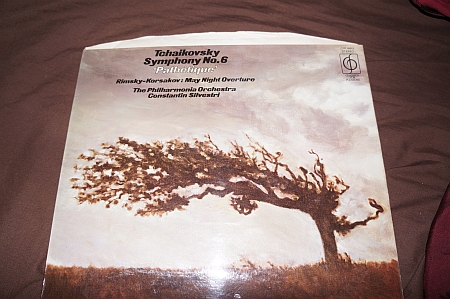 Tchaikovsky
Symphony No.6
'Pathétique'
Rimsky-Korsakov: May Night Overture
The Philharmonia Orchestra
Constantin Silvestri